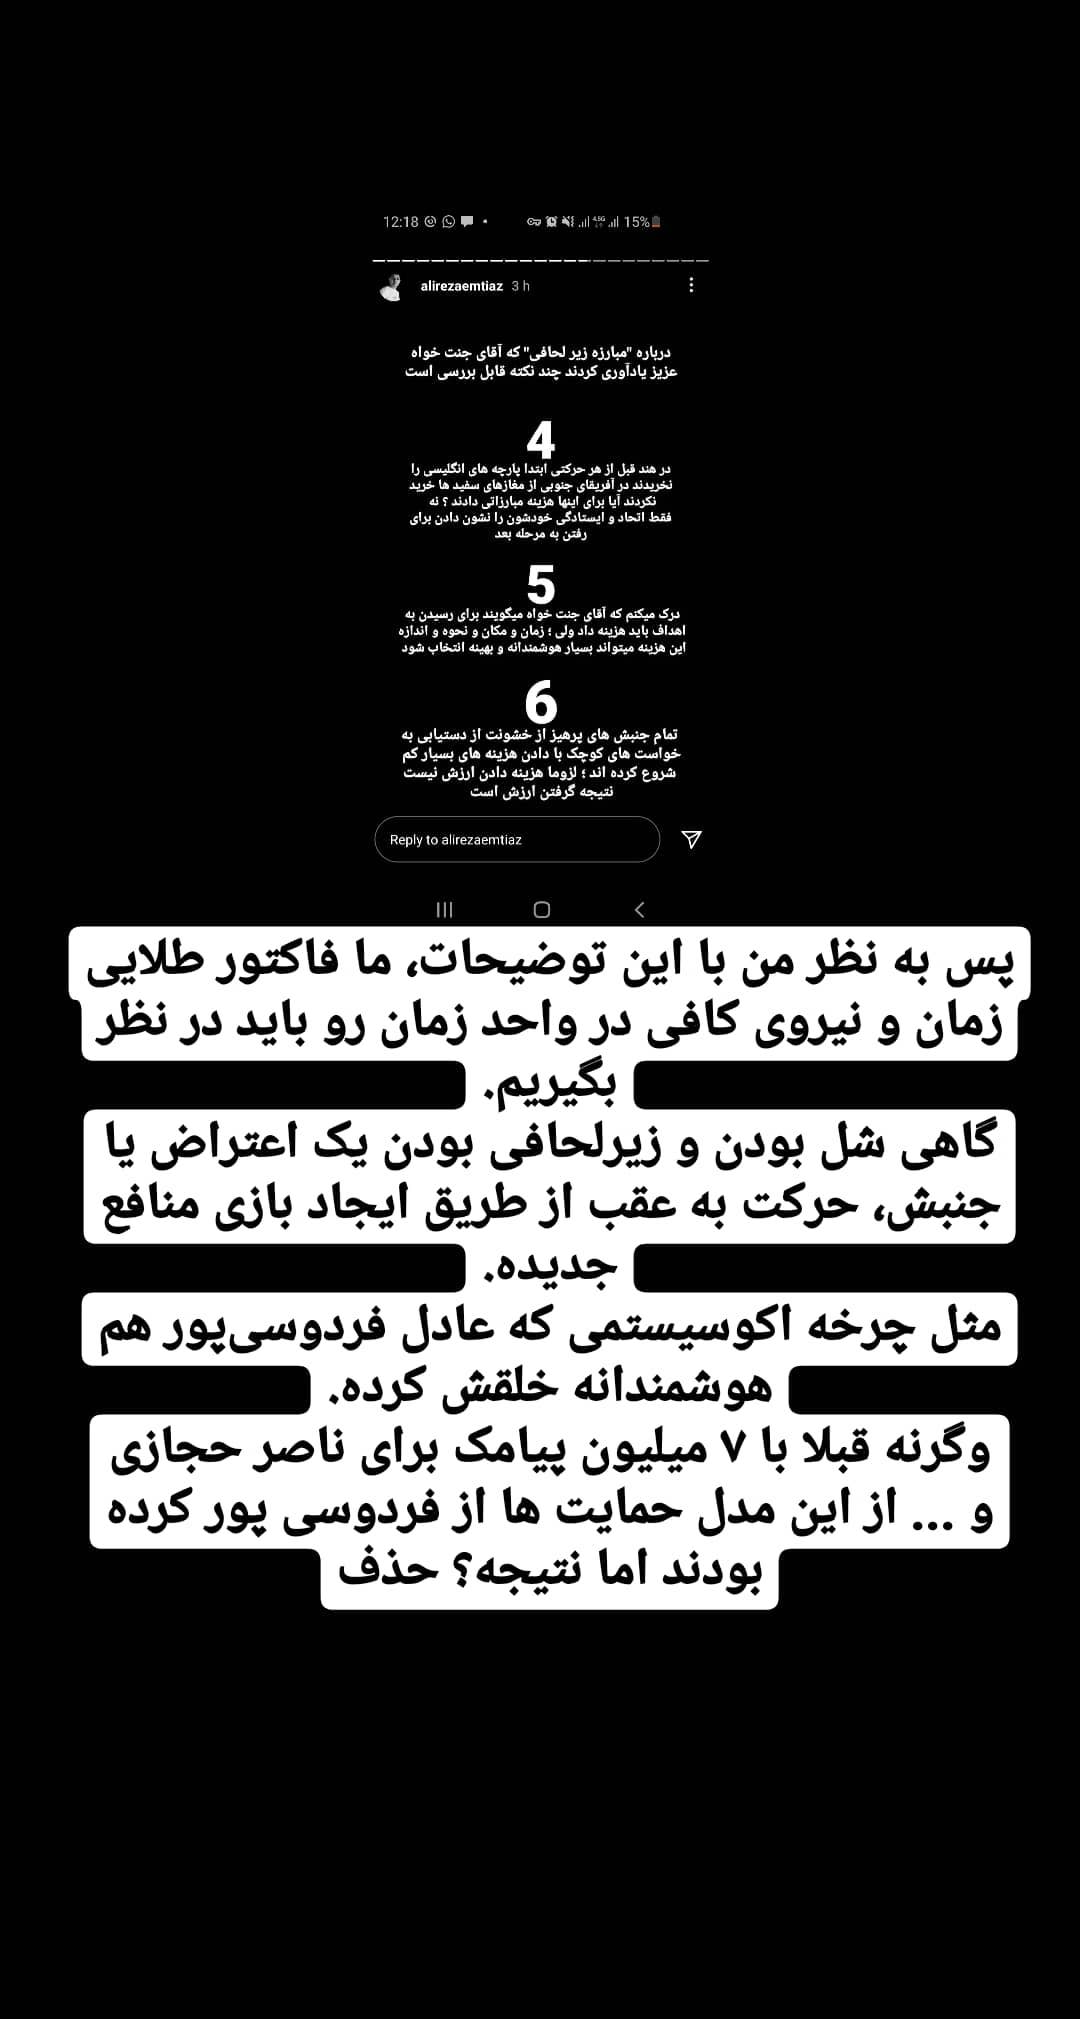 12:18
4.5G
15%
alirezaemtiaz 3 h
درباره "مبارزه زیر لحافی" که آقای جنت خواه
عزیز یادآوری کردند چند نکته قابل بررسی است
4
در هند قبل از هر حرکتی ابتدا پارچه های انگلیسی را
نخریدند در آفریقای جنوبی از مغازهای سفید ها خرید
نکردند آیا برای اینها هزینه مبارزاتی دادند ؟ نه
فقط اتحاد و ایستادگی خودشون را نشون دادن برای
رفتن به مرحله بعد
5
درک میکنم که آقای جنت خواه میگویند برای رسیدن به
اهداف باید هزینه داد ولی ؛ زمان و مکان و نحوه و اندازه
این هزینه میتواند بسیار هوشمندانه و بهینه انتخاب شود
6
تمام جنبش های پرهیز از خشونت از دستیابی به
خواست های کوچک با دادن هزینه های بسیار کم
شروع کرده اند ؛ لزوما هزینه دادن ارزش نیست
نتیجه گرفتن ارزش است
Reply to alirezaemtiaz
پس به نظر من با این توضیحات، ما فاکتور طلایی
زمان و نیروی کافی در واحد زمان رو باید در نظر
بگیریم.
گاهی شل بودن و زیرلحافی بودن یک اعتراض یا
جنبش، حرکت به عقب از طریق ایجاد بازی منافع
جدیده.
مثل چرخه اکوسیستمی که عادل فردوسی‌پور هم
هوشمندانه خلقش کرده.
وگرنه قبلا با ۷ میلیون پیامک برای ناصر حجازی
و ... از این مدل حمایت ها از فردوسی پور کرده
بودند اما نتیجه؟ حذف